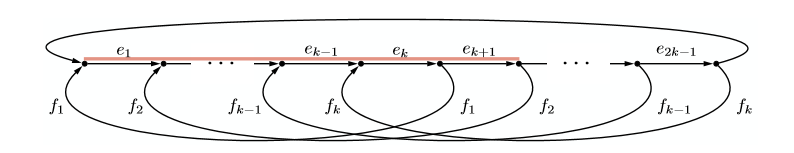 e₁ · · · eₖ₋₁ eₖ eₖ₊₁ · · · e₂ₖ₋₁
f₁ f₂ fₖ₋₁ fₖ f₁ f₂ fₖ₋₁ fₖ